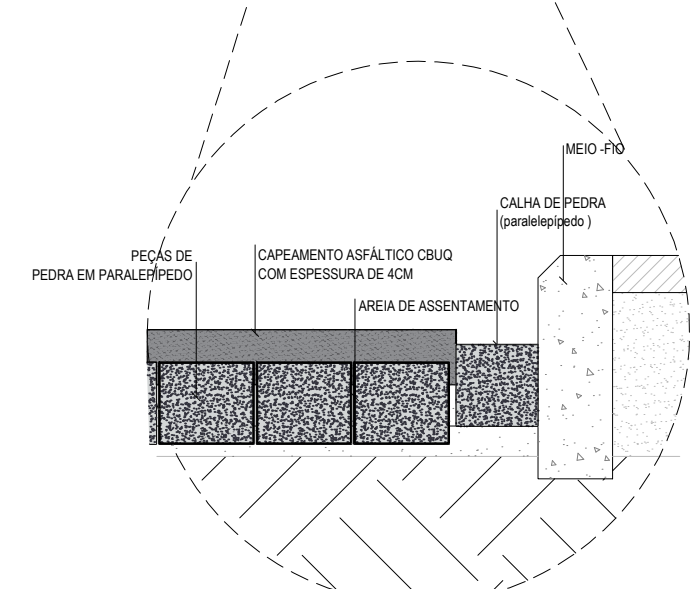 MEIO -FIO
CALHA DE PEDRA
(paralelepípedo )
PEÇAS DE
PEDRA EM PARALEPÍPEDO
CAPEAMENTO ASFÁLTICO CBUQ
COM ESPESSURA DE 4CM
AREIA DE ASSENTAMENTO